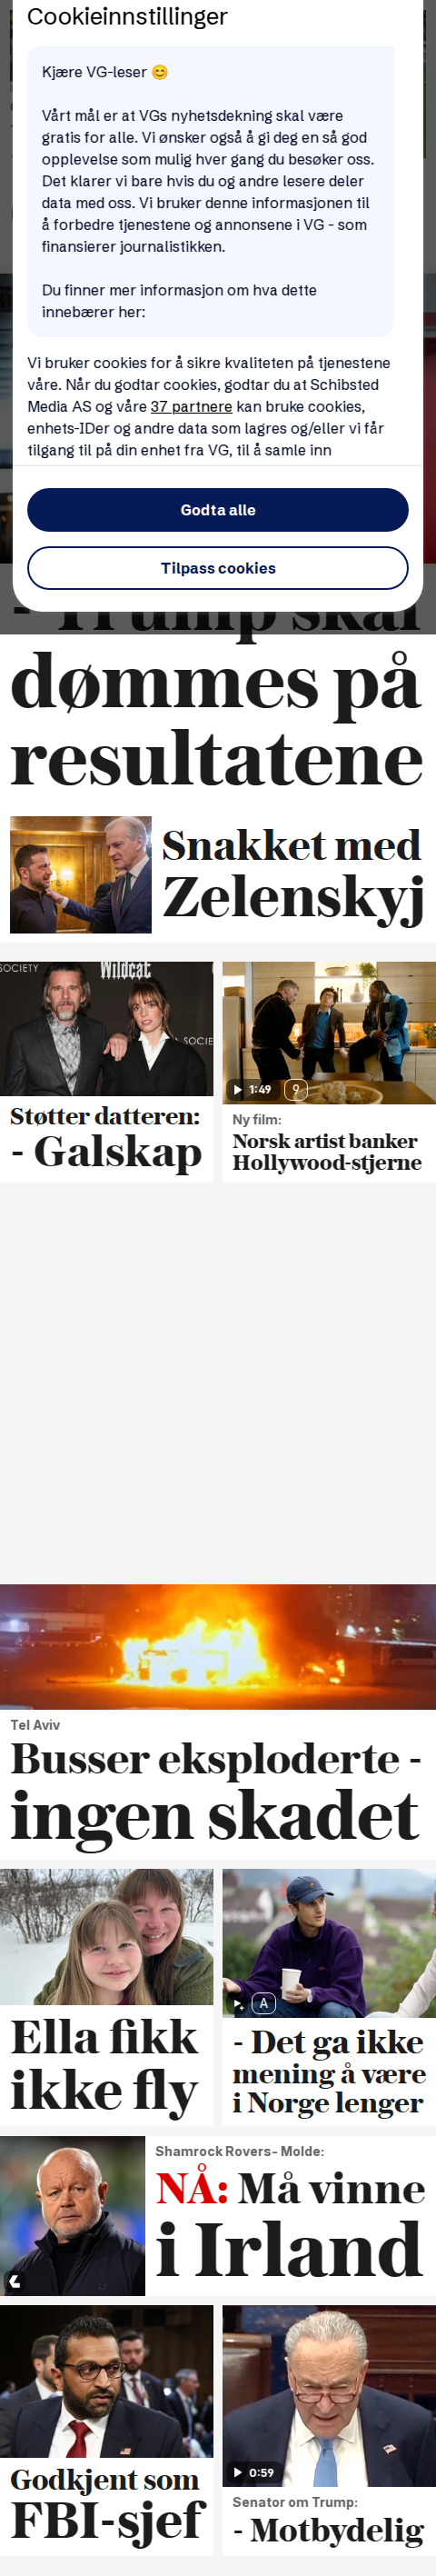 Cookieinnstillinger
Kjære VG-leser 😊
Vårt mål er at VGs nyhetsdekning skal være
gratis for alle. Vi ønsker også å gi deg en så god
opplevelse som mulig hver gang du besøker oss.
Det klarer vi bare hvis du og andre lesere deler
data med oss. Vi bruker denne informasjonen til
å forbedre tjenestene og annonsene i VG - som
finansierer journalistikken.
Du finner mer informasjon om hva dette
innebærer her:
Vi bruker cookies for å sikre kvaliteten på tjenestene
våre. Når du godtar cookies, godtar du at Schibsted
Media AS og våre 37 partnere kan bruke cookies,
enhets-IDer og andre data som lagres og/eller vi får
tilgang til på din enhet fra VG, til å samle inn
Godta alle
Tilpass cookies
- Trump skal
dømmes på
resultatene
Snakket med
Zelenskyj
SOCIETY
Wildcat
A SOCIE
1:49
Støtter datteren:
- Galskap
Ny film:
Norsk artist banker
Hollywood-stjerne
Tel Aviv
Busser eksploderte -
ingen skadet
A
Ella fikk
ikke fly
- Det ga ikke
mening å være
i Norge lenger
Shamrock Rovers- Molde:
NÅ: Må vinne
i Irland
0:59
Godkjent som
FBI-sjef
Senator om Trump:
- Motbydelig